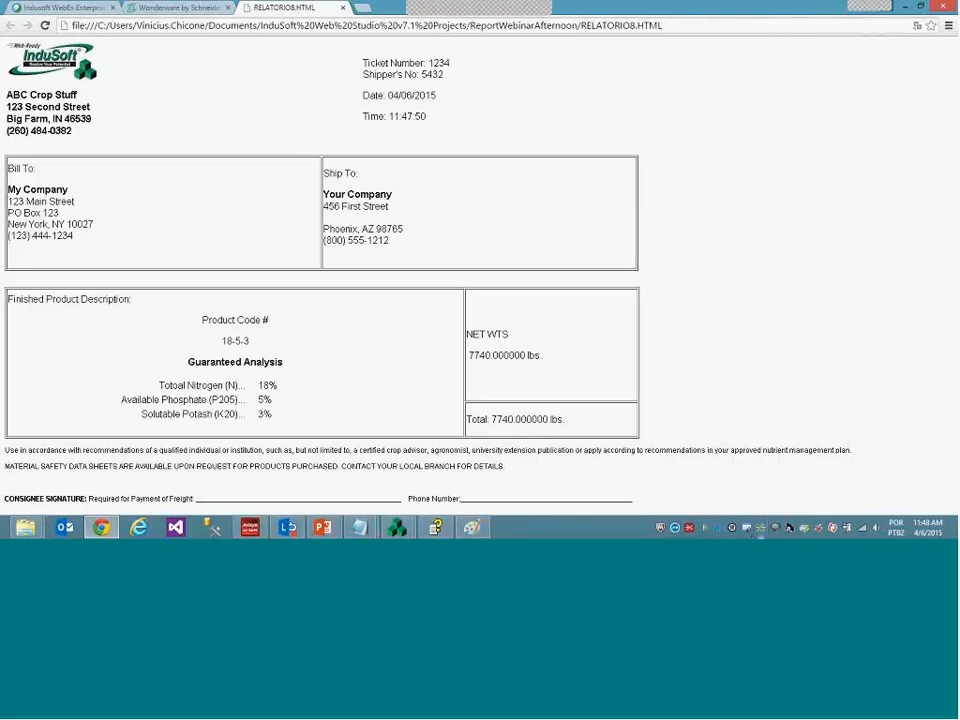 Indusoft WebEx Enterpris
Wonderware by Schneide
RELATORIO8.HTML
file:///C:/Users/Vinicius.Chicone/Documents/InduSoft%20Web%20Studio%20v7.1%20Projects/ReportWebinarAfternoon/RELATORIO8.HTML
Web-Ready
InduSoft
Ticket Number: 1234
Shipper's No: 5432
Date: 04/06/2015
Time: 11:47:50
ABC Crop Stuff
123 Second Street
Big Farm, IN 46539
(260) 484-0382
Bill To:
My Company
123 Main Street
PO Box 123
New York, NY 10027
(123) 444-1234
Ship To:
Your Company
456 First Street
Phoenix, AZ 98765
(800) 555-1212
Finished Product Description:
Product Code #
18-5-3
Guaranteed Analysis
Totoal Nitrogen (N)... 18%
Available Phosphate (P205)... 5%
Solutable Potash (K20)... 3%
NET WTS
7740.000000 lbs.
Total: 7740.000000 lbs.
Use in accordance with recommendations of a qualified individual or institution, such as, but not limited to, a certified crop advisor, agronomist, university extension publication or apply according to recommendations in your approved nutrient management plan.
MATERIAL SAFETY DATA SHEETS ARE AVAILABLE UPON REQUEST FOR PRODUCTS PURCHASED. CONTACT YOUR LOCAL BRANCH FOR DETAILS.
CONSIGNEE SIGNATURE: Required for Payment of Freight: Phone Number:
POR 11:48 AM
PTB2 4/6/2015